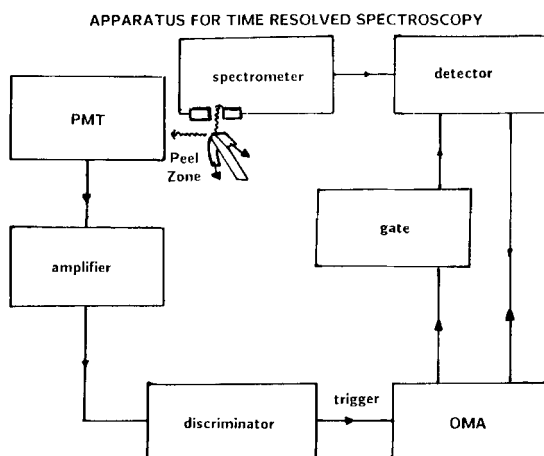 APPARATUS FOR TIME RESOLVED SPECTROSCOPY
spectrometer
detector
PMT
Peel
Zone
gate
amplifier
trigger
discriminator
OMA